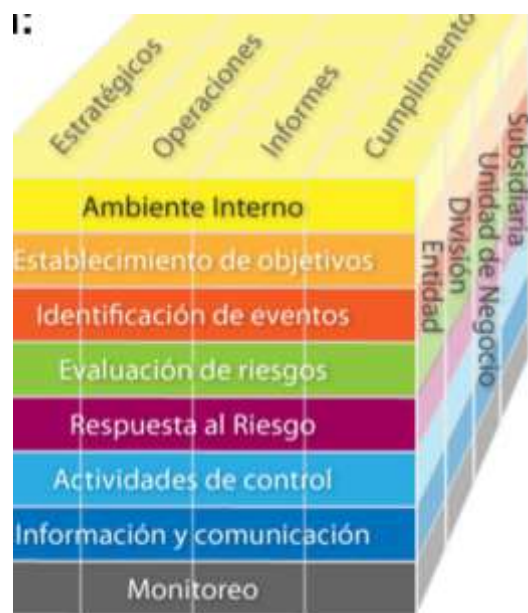 Estratégicos
Operaciones
Informes
Cumplimiento
Ambiente Interno
Establecimiento de objetivos
Identificación de eventos
Evaluación de riesgos
Respuesta al Riesgo
Actividades de control
Información y comunicación
Monitoreo
Entidad
División
Unidad de Negocio
Subsidiaria